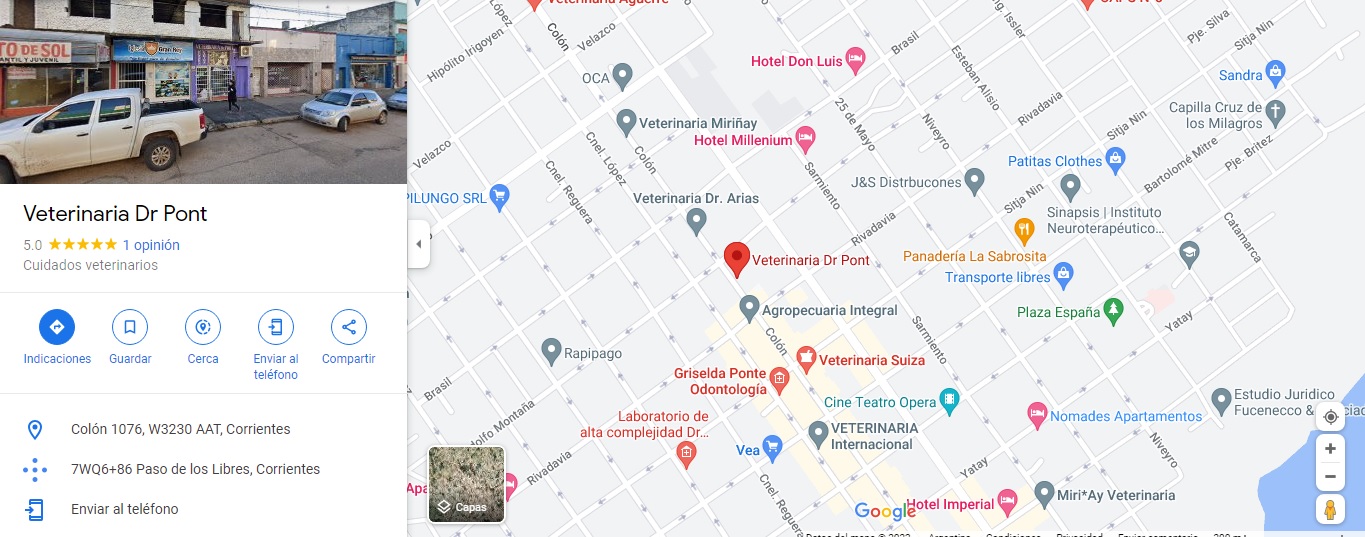 TO DE SOL
ANTIL Y JUVENIL
Gran Rey
Veterinaria Dr Pont
5.0
1 opinión
Cuidados veterinarios
Indicaciones
Guardar
Cerca
Enviar al
teléfono
Compartir
Colón 1076, W3230 AAT, Corrientes
7WQ6+86 Paso de los Libres, Corrientes
Enviar al teléfono
Veterinaria Aguerre
Hipólito Irigoyen
López
Colón
Velazco
Brasil
Pje. Silva
Sitja Nin
OCA
Hotel Don Luis
Esteban Alisio
Sandra
Rivadavia
25 de Mayo
Niveyro
Capilla Cruz de
los Milagros
Veterinaria Miriñay
Hotel Millenium
Sitja Nin
Bartolomé Mitre
Pje. Britez
Velazco
Cnel. López
Colón
Cnel. Reguera
Sarmiento
Patitas Clothes
J&S Distrbucones
PILUNGO SRL
Veterinaria Dr. Arias
Sitja Nin
Rivadavia
Sinapsis | Instituto
Neuroterapéutico...
Catamarca
Veterinaria Dr Pont
Panadería La Sabrosita
Transporte libres
Agropecuaria Integral
Plaza España
Yatay
Colón
Sarmiento
Rapipago
Veterinaria Suiza
Griselda Ponte
Odontología
Brasil
Cine Teatro Opera
Estudio Juridico
Fucenecco &
Nomades Apartamentos
Laboratorio de
alta complejidad Dr...
dolfo Montaña
Rivadavia
VETERINARIA
Internacional
Vea
Niveyro
Yatay
Cnel. Reguera
Apa
Capas
Google
Hotel Imperial
Miri*Ay Veterinaria